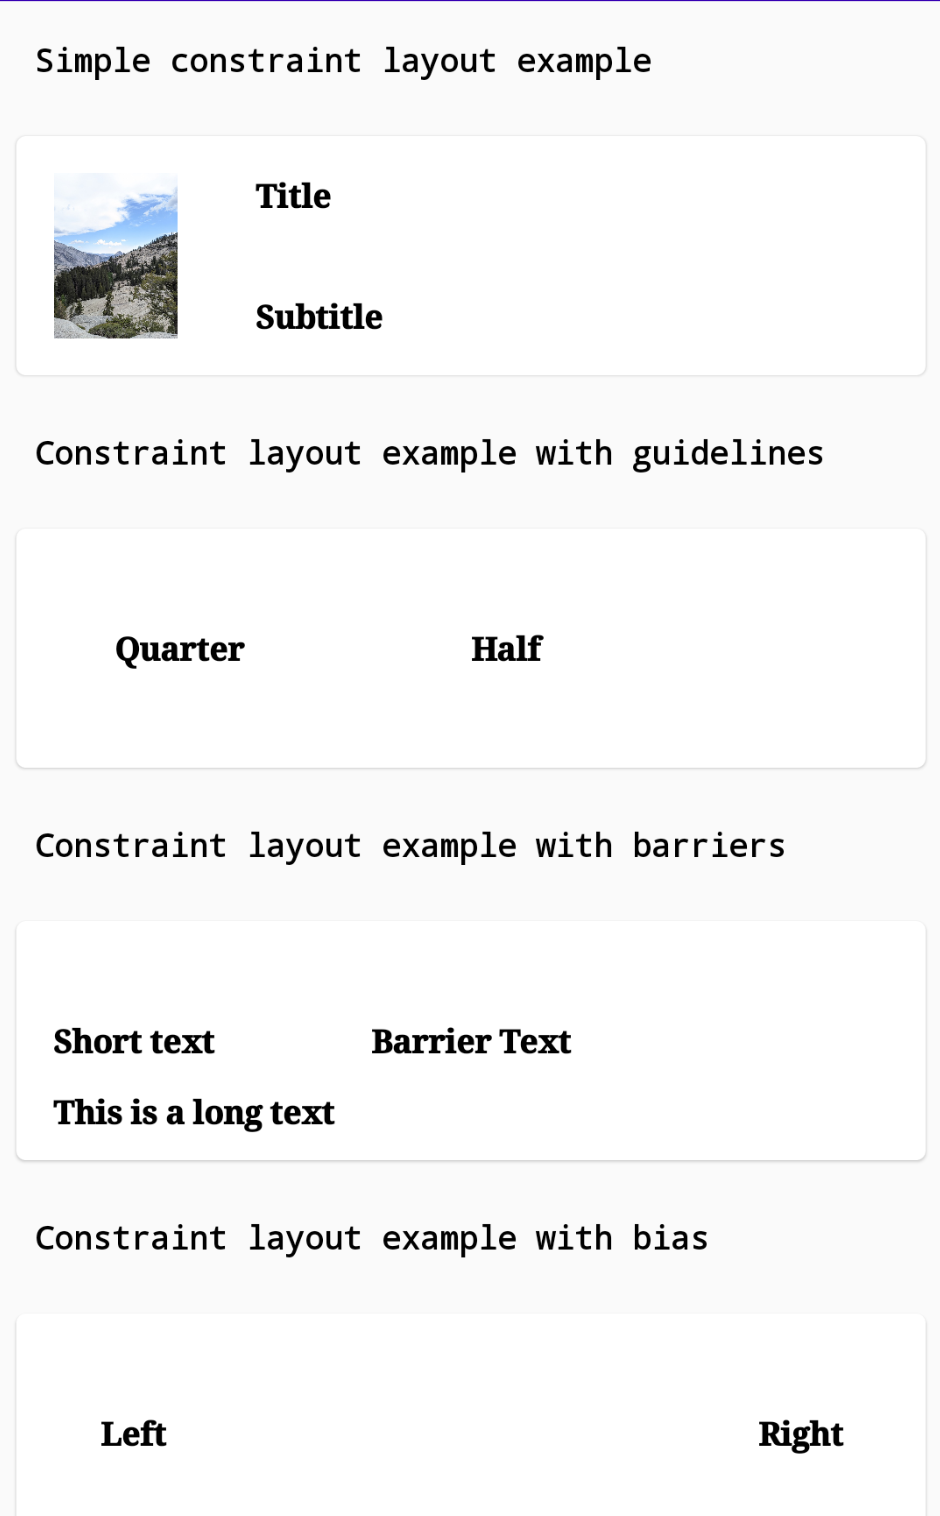 Simple constraint layout example
Title
Subtitle
Constraint layout example with guidelines
Quarter Half
Constraint layout example with barriers
Short text Barrier Text
This is a long text
Constraint layout example with bias
Left Right